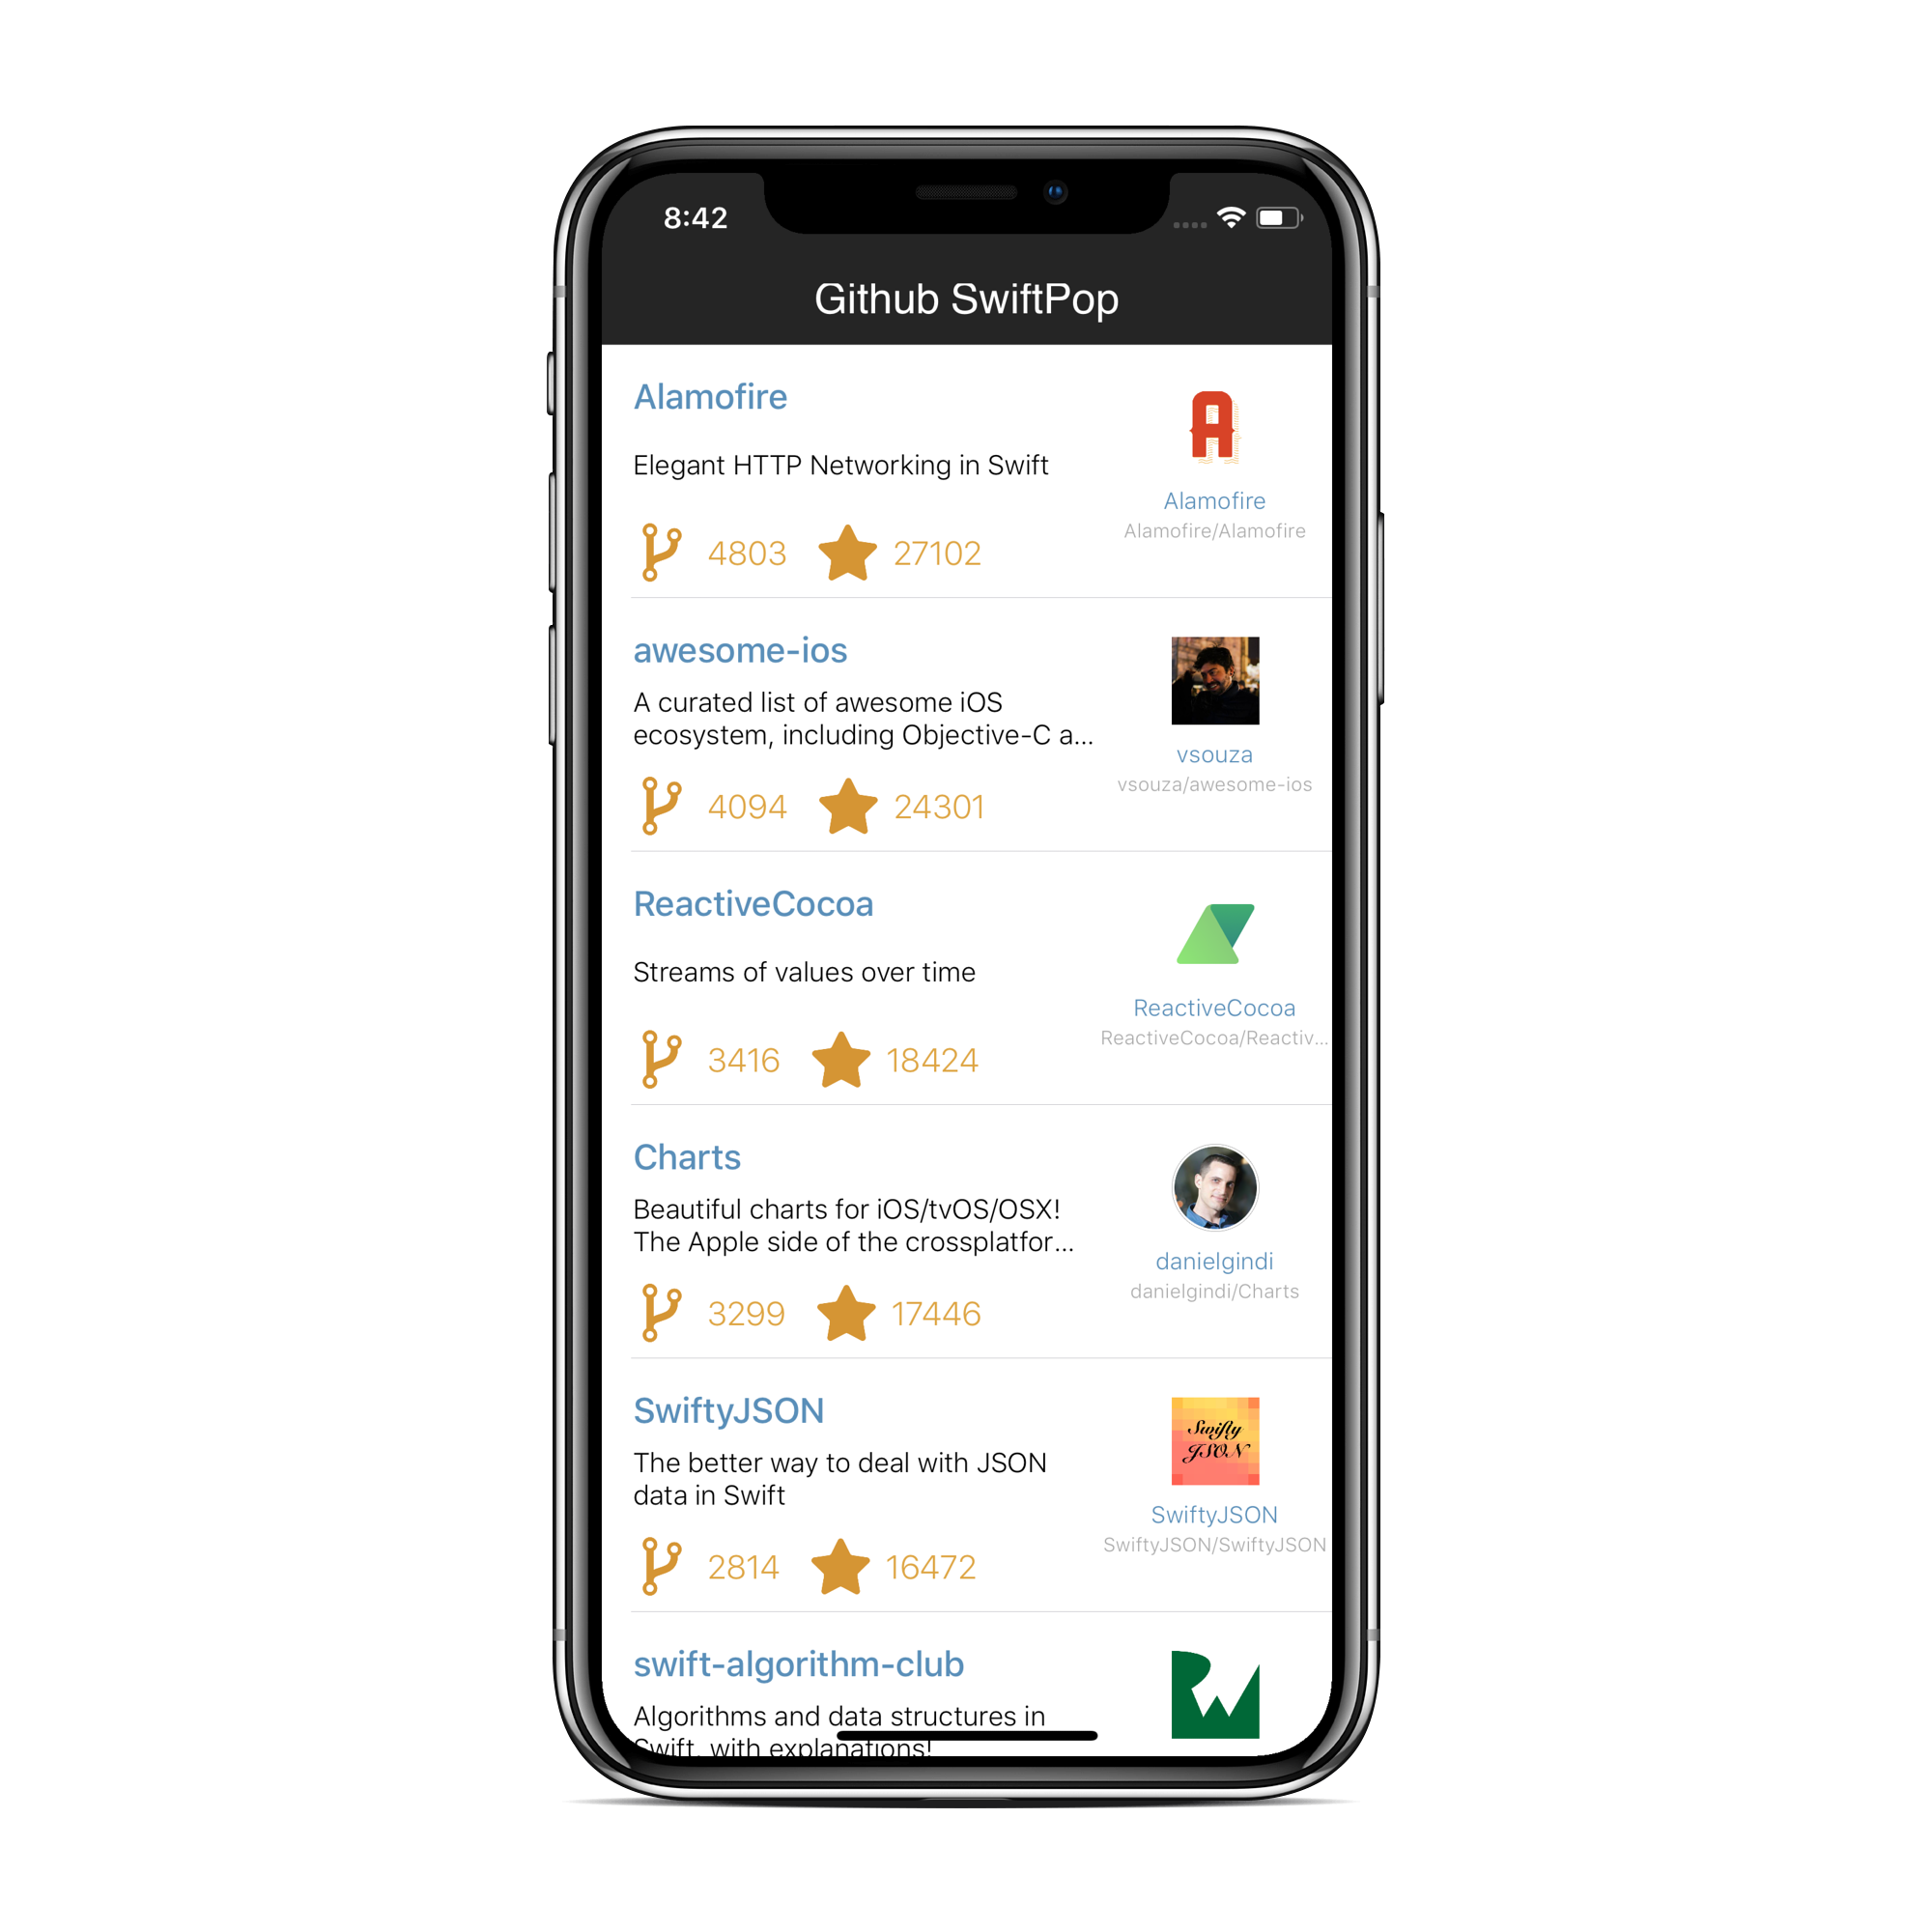 8:42
Github SwiftPop
Alamofire
Elegant HTTP Networking in Swift
4803 27102
A
Alamofire
Alamofire/Alamofire
awesome-ios
A curated list of awesome iOS
ecosystem, including Objective-C a...
4094 24301
vsouza
vsouza/awesome-ios
ReactiveCocoa
Streams of values over time
3416 18424
ReactiveCocoa
ReactiveCocoa/Reactiv...
Charts
Beautiful charts for iOS/tvOS/OSX!
The Apple side of the crossplatfor...
3299 17446
danielgindi
danielgindi/Charts
SwiftyJSON
The better way to deal with JSON
data in Swift
2814 16472
Swifty
JSON
SwiftyJSON
SwiftyJSON/SwiftyJSON
swift-algorithm-club
Algorithms and data structures in
Swift, with explanations!
RW